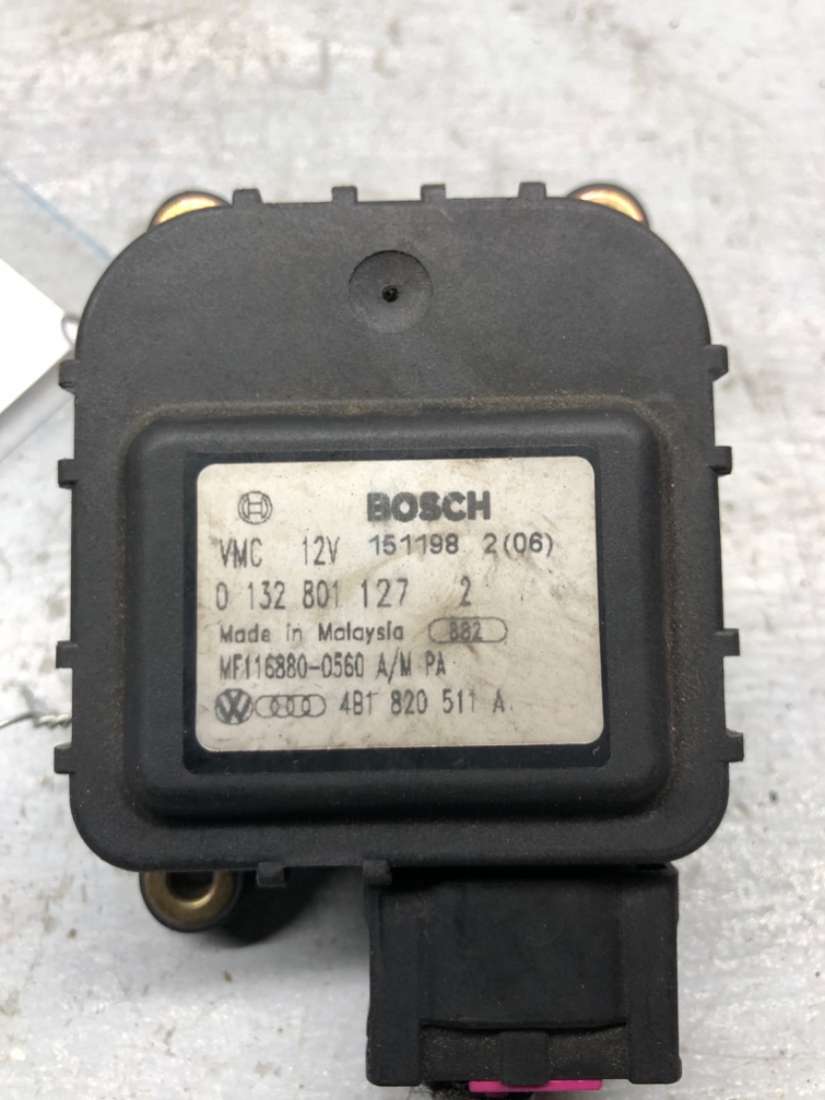 BOSCH
VMC 12V 151198 2(06)
0 132 801 127 2
Made in Malaysia 882
MF116880-0560 A/M PA
4B1 820 511 A